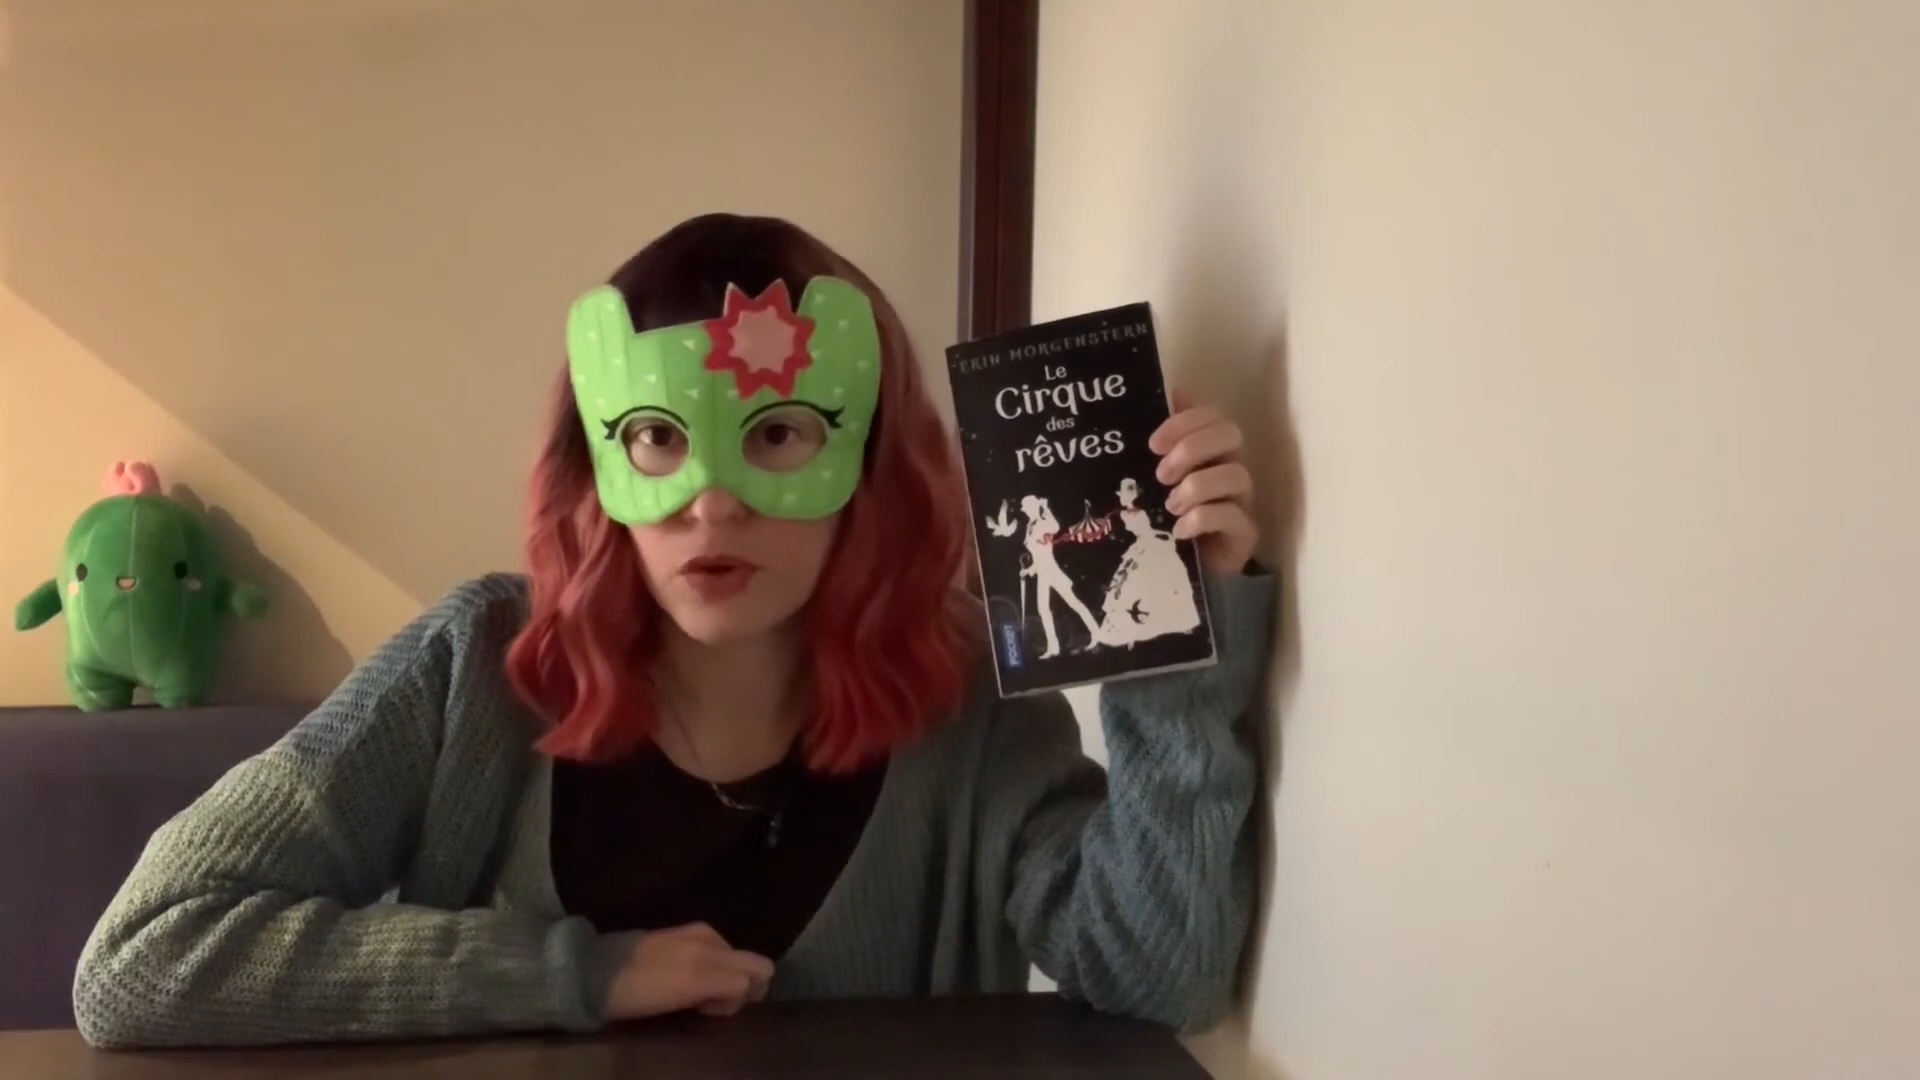 ERIN MORGENSTERN
Le
Cirque
des
rêves
POCKET